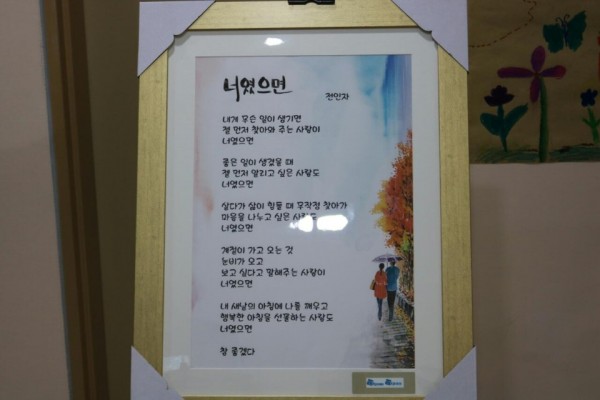 너였으면
전민자
내게 무슨 일이 생기면
젤 먼저 찾아와 주는 사람이
너였으면
좋은 일이 생겼을 때
젤 먼저 알리고 싶은 사람도
너였으면
살다가 삶이 힘들 때 무작정 찾아가
마음을 나누고 싶은 사람도
너였으면
계절이 가고 오는 것
눈비가 오고
보고 싶다고 말해주는 사람이
너였으면
내 세상의 아침에 나를 깨우고
행복한 아침을 선물하는 사람도
너였으면
참 좋겠다